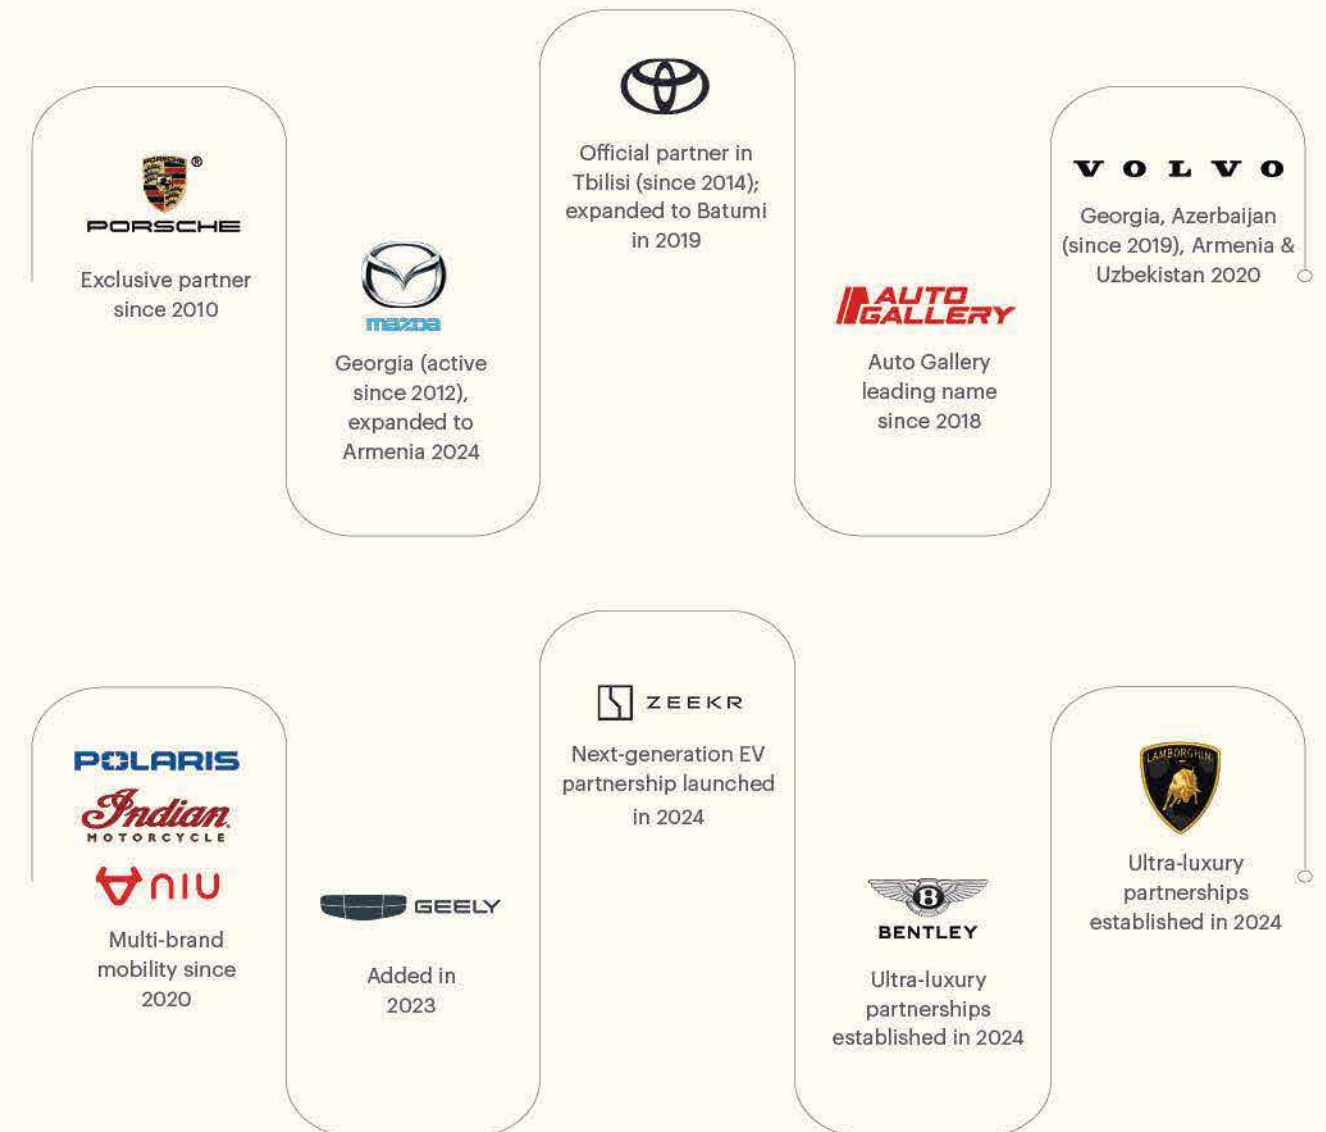 PORSCHE
®
PORSCHE
Exclusive partner
since 2010
mazda
Georgia (active
since 2012),
expanded to
Armenia 2024
Official partner in
Tbilisi (since 2014);
expanded to Batumi
in 2019
AUTO
GALLERY
Auto Gallery
leading name
since 2018
VOLVO
Georgia, Azerbaijan
(since 2019), Armenia &
Uzbekistan 2020
POLARIS
Indian
MOTORCYCLE
NIU
Multi-brand
mobility since
2020
GEELY
Added in
2023
ZEEKR
Next-generation EV
partnership launched
in 2024
B
BENTLEY
Ultra-luxury
partnerships
established in 2024
LAMBORGHINI
Ultra-luxury
partnerships
established in 2024